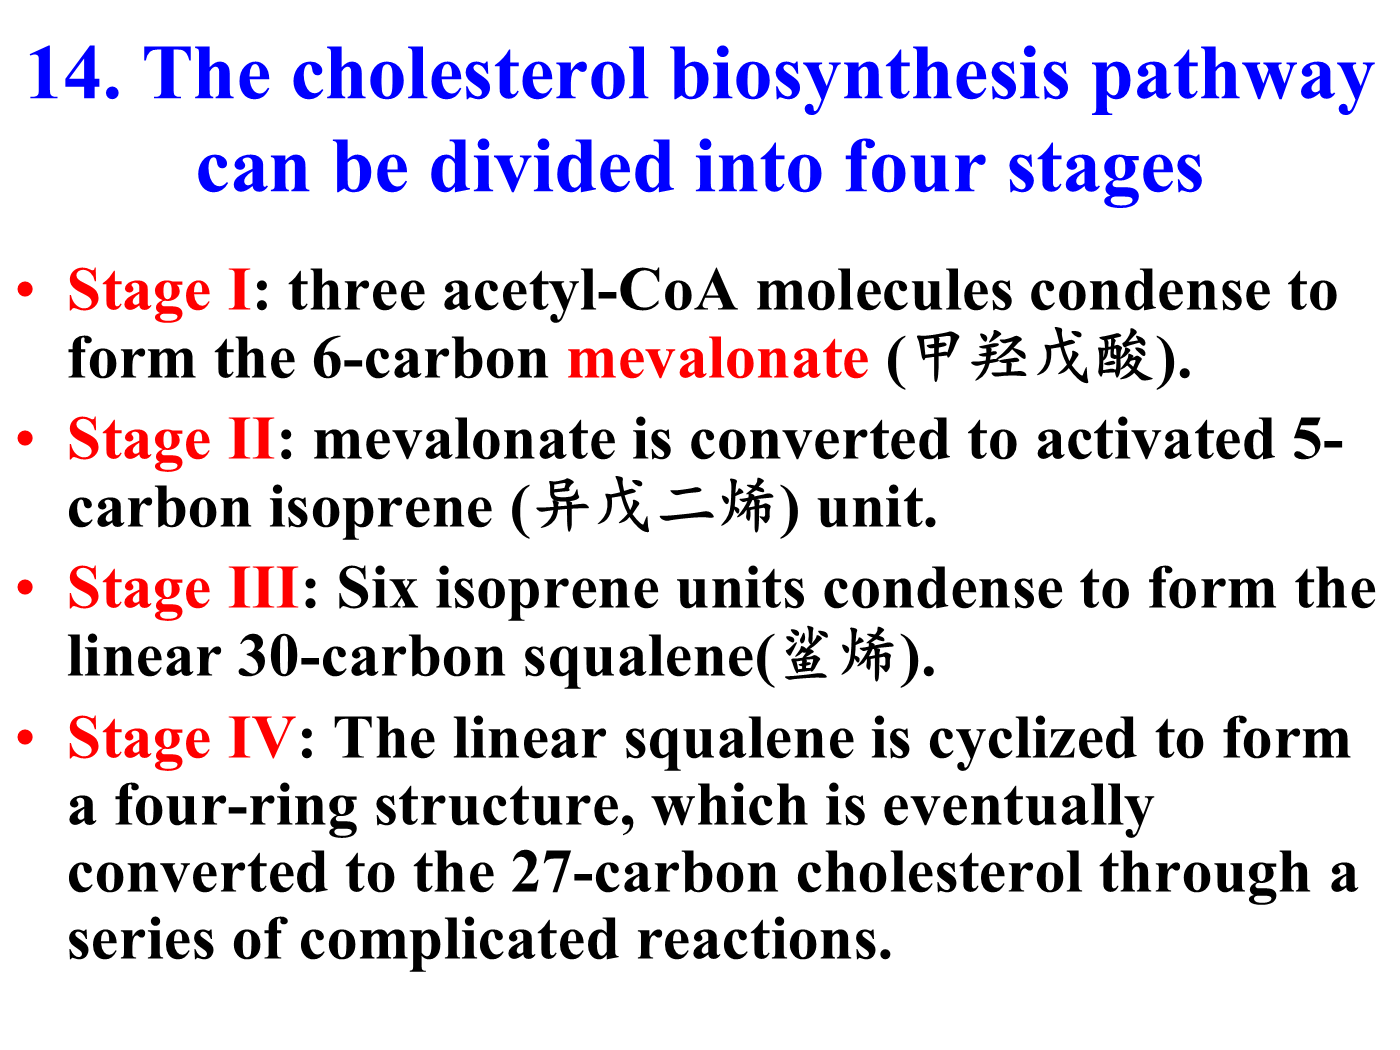 14. The cholesterol biosynthesis pathway
can be divided into four stages
• Stage I: three acetyl-CoA molecules condense to
form the 6-carbon mevalonate (甲羟戊酸).
• Stage II: mevalonate is converted to activated 5-
carbon isoprene (异戊二烯) unit.
• Stage III: Six isoprene units condense to form the
linear 30-carbon squalene(鲨烯).
• Stage IV: The linear squalene is cyclized to form
a four-ring structure, which is eventually
converted to the 27-carbon cholesterol through a
series of complicated reactions.